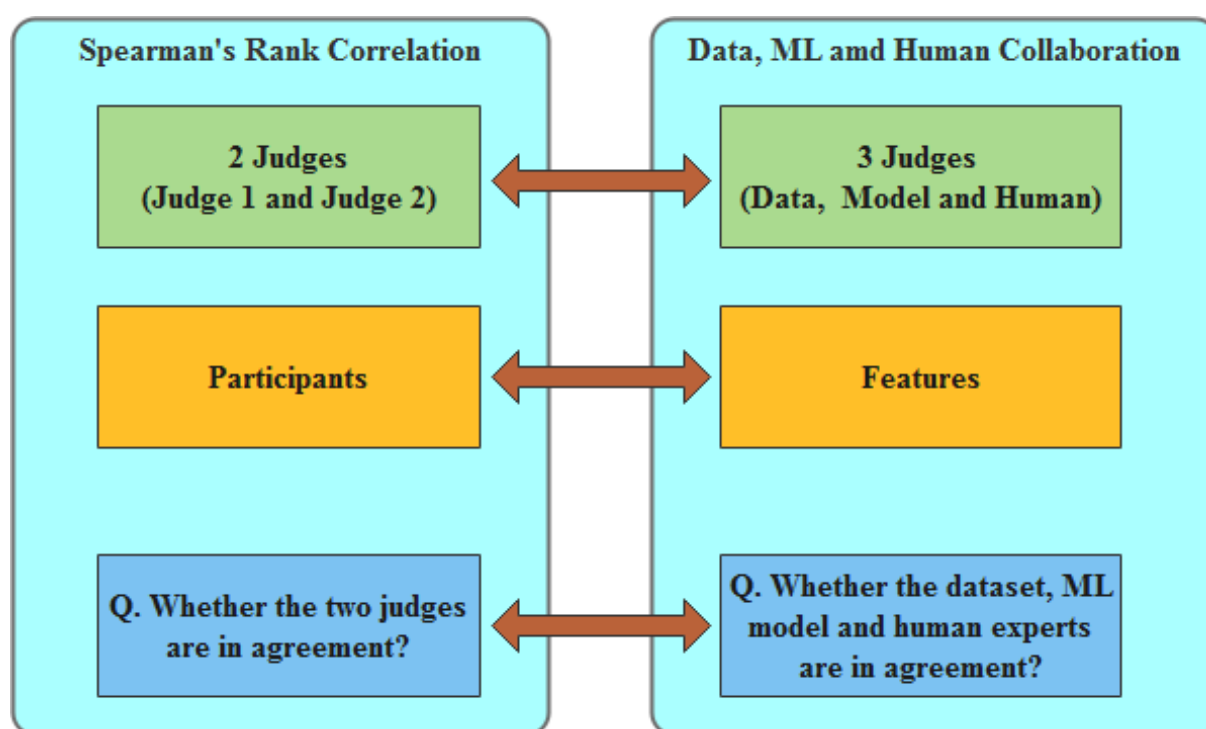 Spearman's Rank Correlation
2 Judges
(Judge 1 and Judge 2)
Participants
Q. Whether the two judges
are in agreement?
Data, ML amd Human Collaboration
3 Judges
(Data, Model and Human)
Features
Q. Whether the dataset, ML
model and human experts
are in agreement?